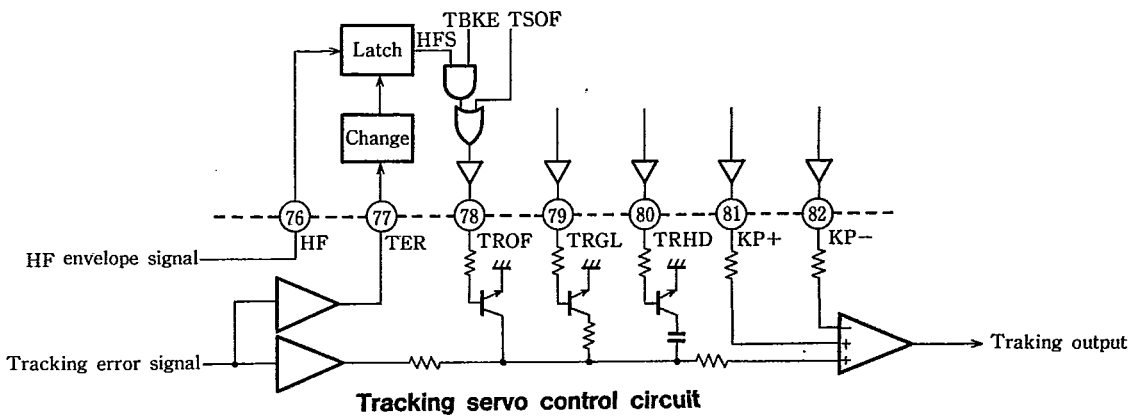 TBKE TSOF
Latch
HFS
Change
76 77 78 79 80 81 82
HF TER TROF TRGL TRHD KP+ KP−
HF envelope signal
Tracking error signal
− + +
Traking output
Tracking servo control circuit